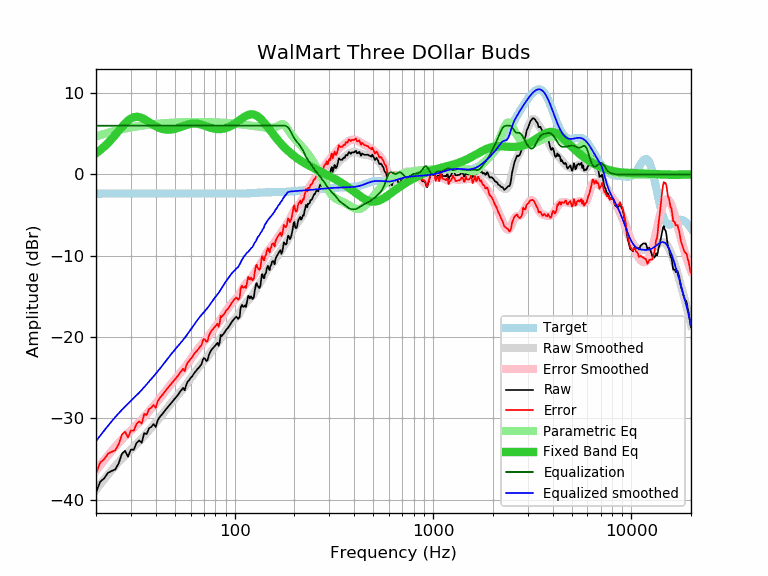 WalMart Three DOllar Buds
10
0
−10
−20
−30
−40
Amplitude (dBr)
Target
Raw Smoothed
Error Smoothed
Raw
Error
Parametric Eq
Fixed Band Eq
Equalization
Equalized smoothed
100
1000
10000
Frequency (Hz)